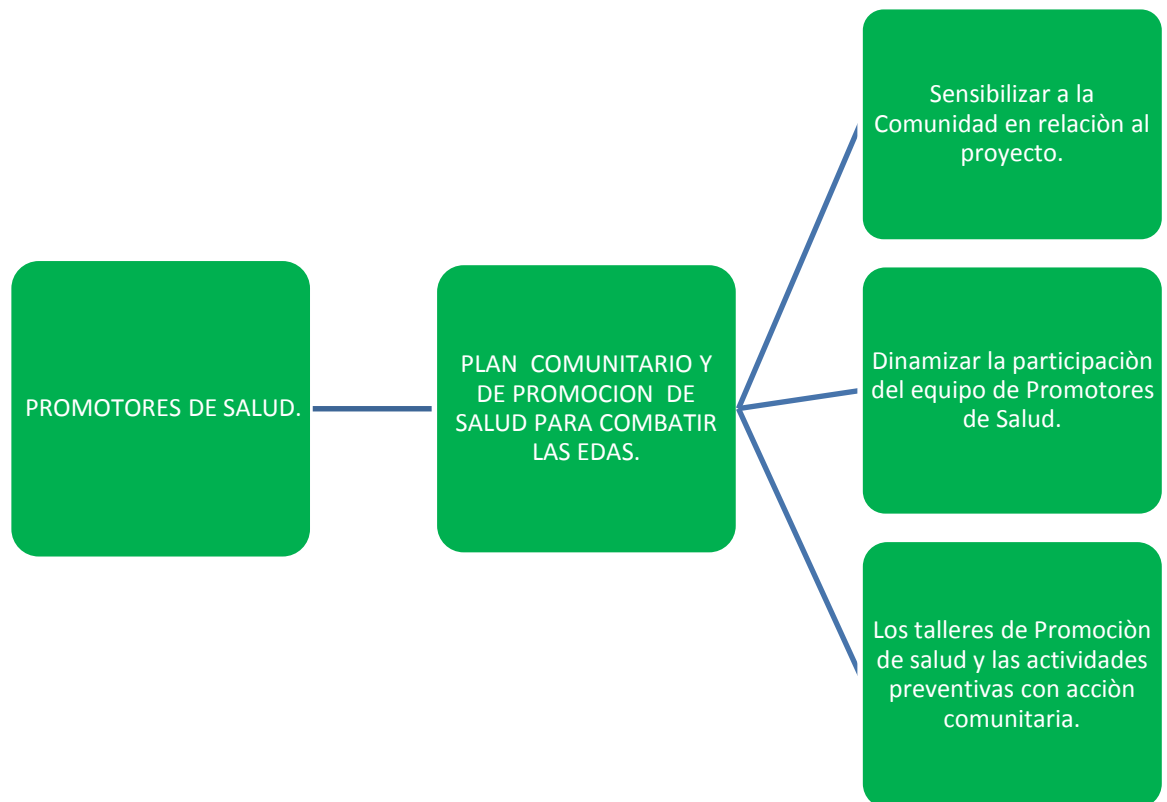 PROMOTORES DE SALUD.
PLAN COMUNITARIO Y
DE PROMOCION DE
SALUD PARA COMBATIR
LAS EDAS.
Sensibilizar a la
Comunidad en relaciòn al
proyecto.
Dinamizar la participaciòn
del equipo de Promotores
de Salud.
Los talleres de Promociòn
de salud y las actividades
preventivas con acciòn
comunitaria.